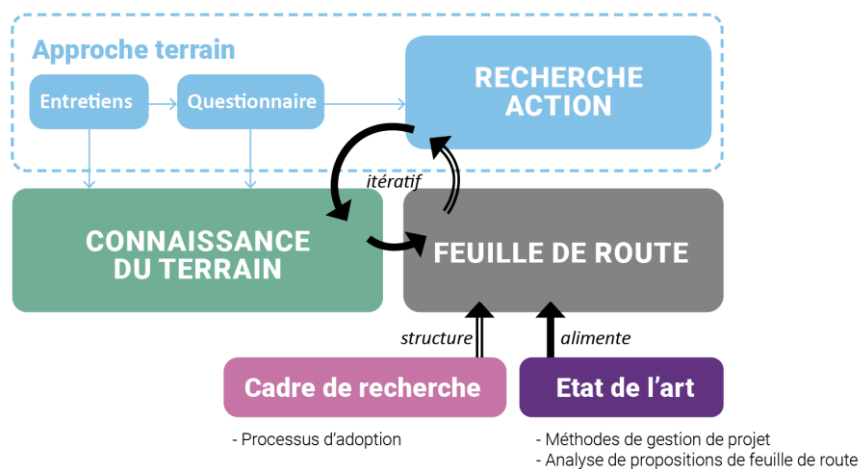 Approche terrain
Entretiens
Questionnaire
RECHERCHE
ACTION
itératif
CONNAISSANCE
DU TERRAIN
FEUILLE DE ROUTE
structure
alimente
Cadre de recherche
Etat de l'art
- Processus d'adoption
- Méthodes de gestion de projet
- Analyse de propositions de feuille de route